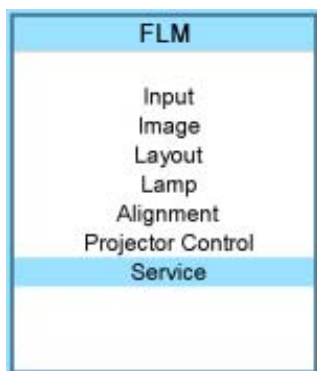 FLM
Input
Image
Layout
Lamp
Alignment
Projector Control
Service